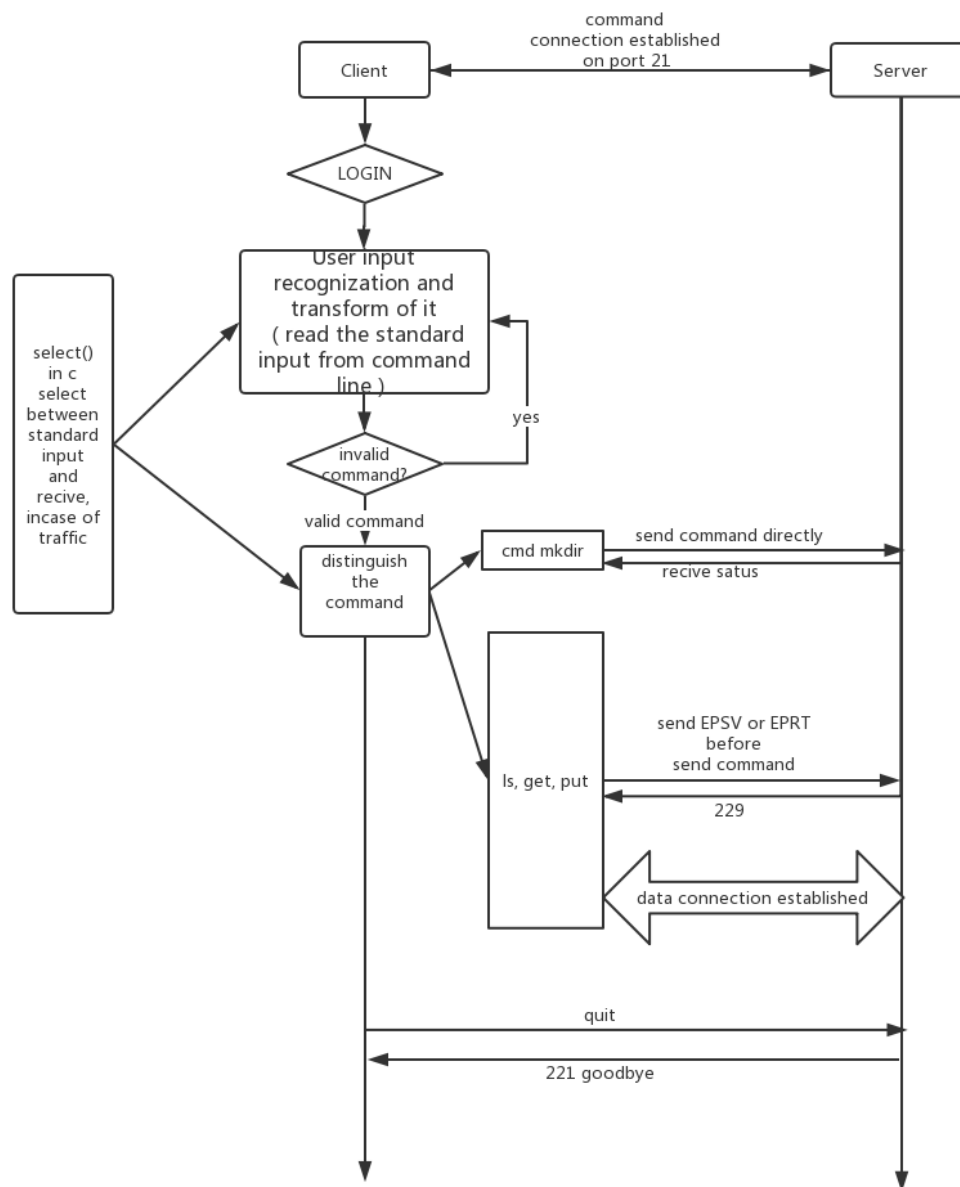 command
connection established
on port 21
Client
Server
LOGIN
User input
recognization and
transform of it
( read the standard
input from command
line )
select()
in c
select
between
standard
input
and
recive,
incase of
traffic
yes
invalid
command?
valid command
distinguish
the
command
cmd mkdir
send command directly
recive satus
send EPSV or EPRT
before
send command
ls, get, put
229
data connection established
quit
221 goodbye